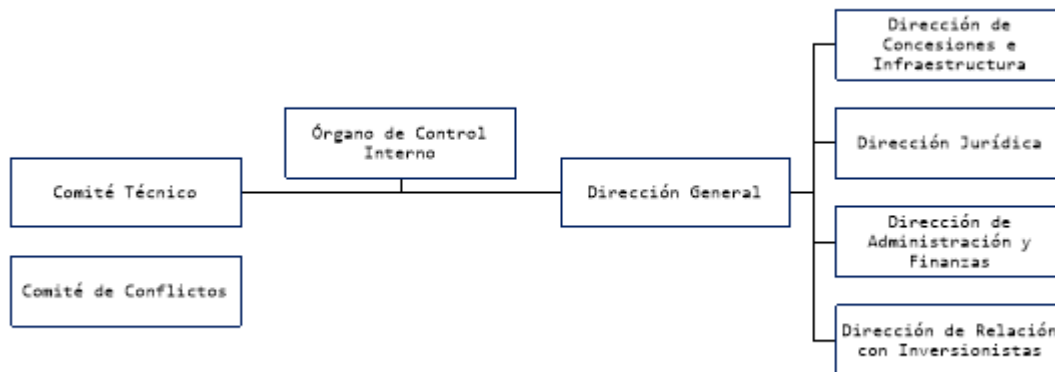 Dirección de
Concesiones e
Infraestructura
Órgano de Control
Interno
Dirección Jurídica
Comité Técnico
Dirección General
Dirección de
Administración y
Finanzas
Comité de Conflictos
Dirección de Relación
con Inversionistas